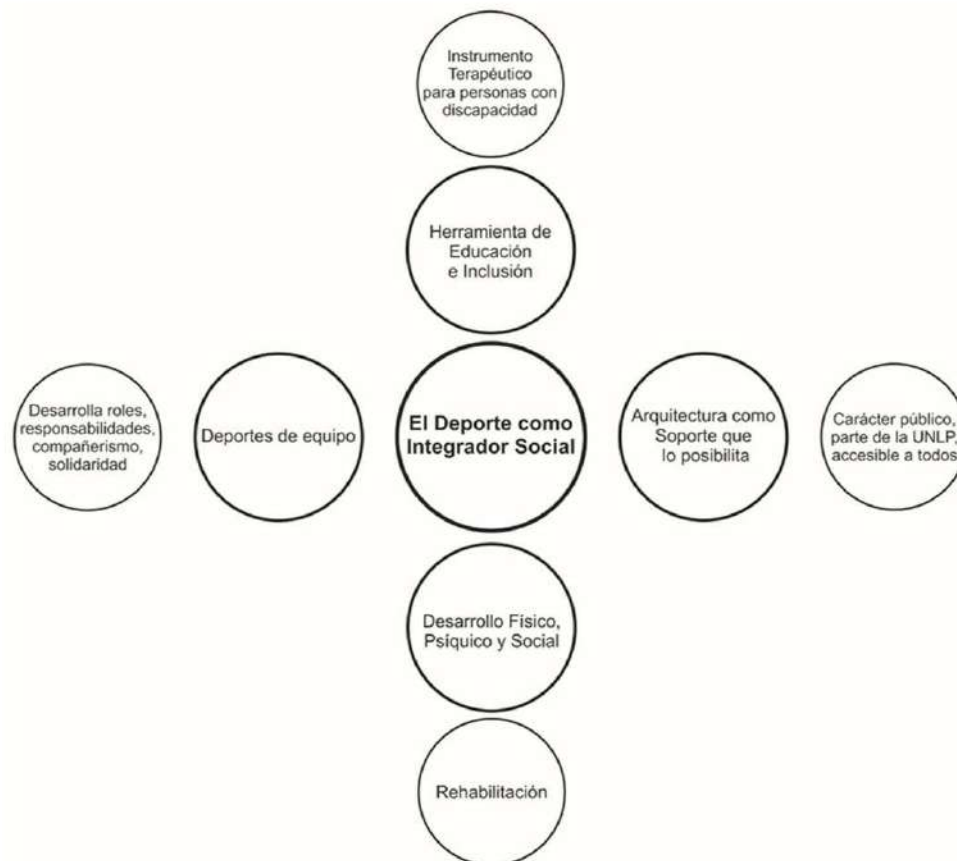 Instrumento
Terapéutico
para personas con
discapacidad
Herramienta de
Educación
e Inclusión
Desarrolla roles,
responsabilidades,
compañerismo,
solidaridad
Deportes de equipo
El Deporte como
Integrador Social
Arquitectura como
Soporte que
lo posibilita
Carácter público,
parte de la UNLP,
accesible a todos
Desarrollo Físico,
Psíquico y Social
Rehabilitación